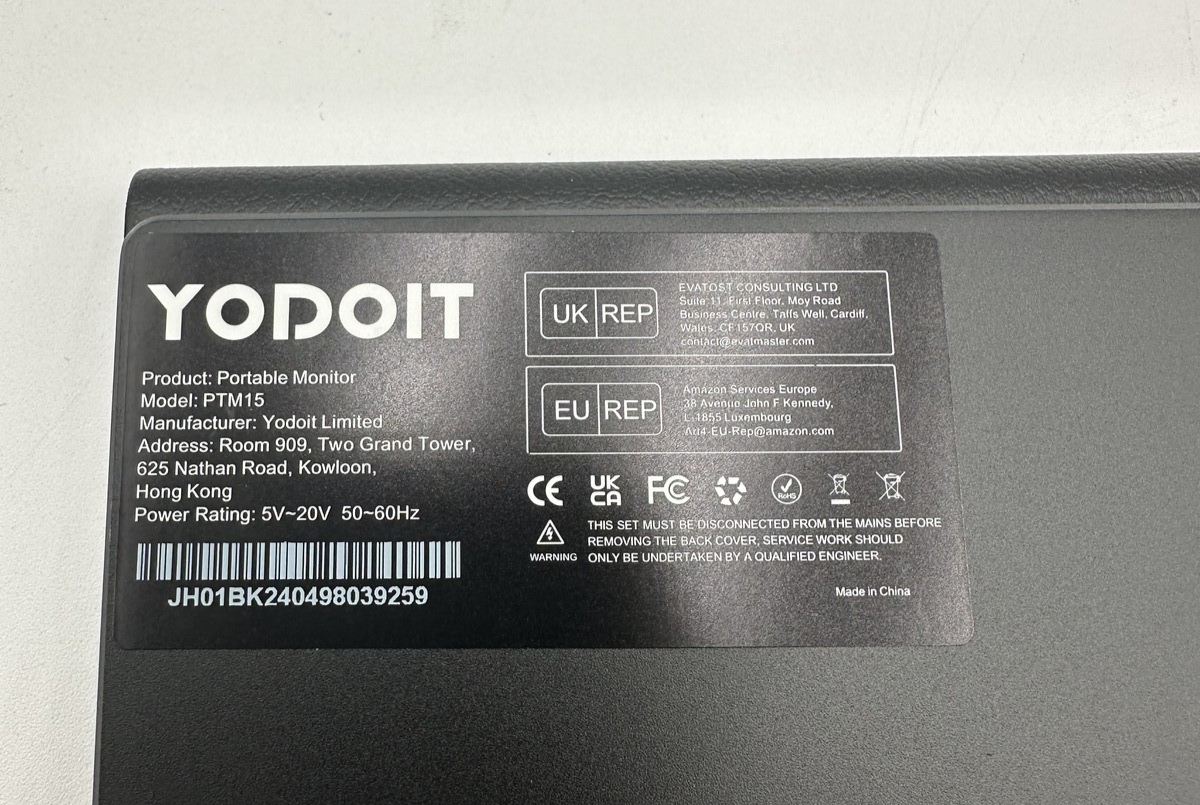 YODOIT
Product: Portable Monitor
Model: PTM15
Manufacturer: Yodoit Limited
Address: Room 909, Two Grand Tower,
625 Nathan Road, Kowloon,
Hong Kong
Power Rating: 5V~20V 50~60Hz
JH01BK240498039259
UK REP
EVATOST CONSULTING LTD
Suite 11, First Floor, Moy Road
Business Centre, Taffs Well, Cardiff,
Wales, CF157QR, UK
contact@evatmaster.com
EU REP
Amazon Services Europe
38 Avenue John F Kennedy,
L-1855 Luxembourg
Ad4-EU-Rep@amazon.com
CE
UK
CA
FC
RoHS
WARNING
THIS SET MUST BE DISCONNECTED FROM THE MAINS BEFORE
REMOVING THE BACK COVER, SERVICE WORK SHOULD
ONLY BE UNDERTAKEN BY A QUALIFIED ENGINEER.
Made in China